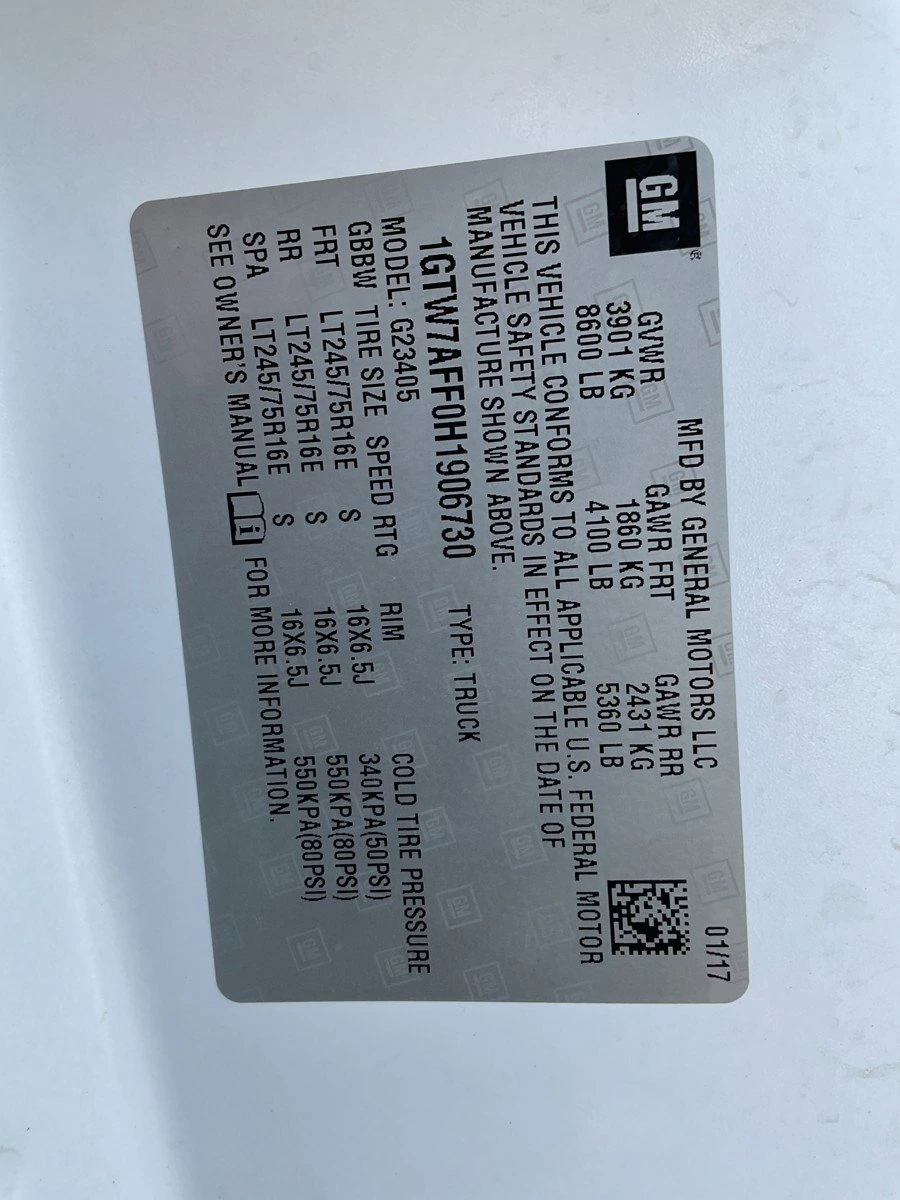 GM®
MFD BY GENERAL MOTORS LLC 01/17
GVWR GAWR FRT GAWR RR
3901 KG 1860 KG 2431 KG
8600 LB 4100 LB 5360 LB
THIS VEHICLE CONFORMS TO ALL APPLICABLE U.S. FEDERAL MOTOR
VEHICLE SAFETY STANDARDS IN EFFECT ON THE DATE OF
MANUFACTURE SHOWN ABOVE.
1GTW7AFF0H1906730 TYPE: TRUCK
MODEL: G23405
GBBW TIRE SIZE SPEED RTG RIM COLD TIRE PRESSURE
FRT LT245/75R16E S 16X6.5J 340KPA(50PSI)
RR LT245/75R16E S 16X6.5J 550KPA(80PSI)
SPA LT245/75R16E S 16X6.5J 550KPA(80PSI)
SEE OWNER'S MANUAL FOR MORE INFORMATION.